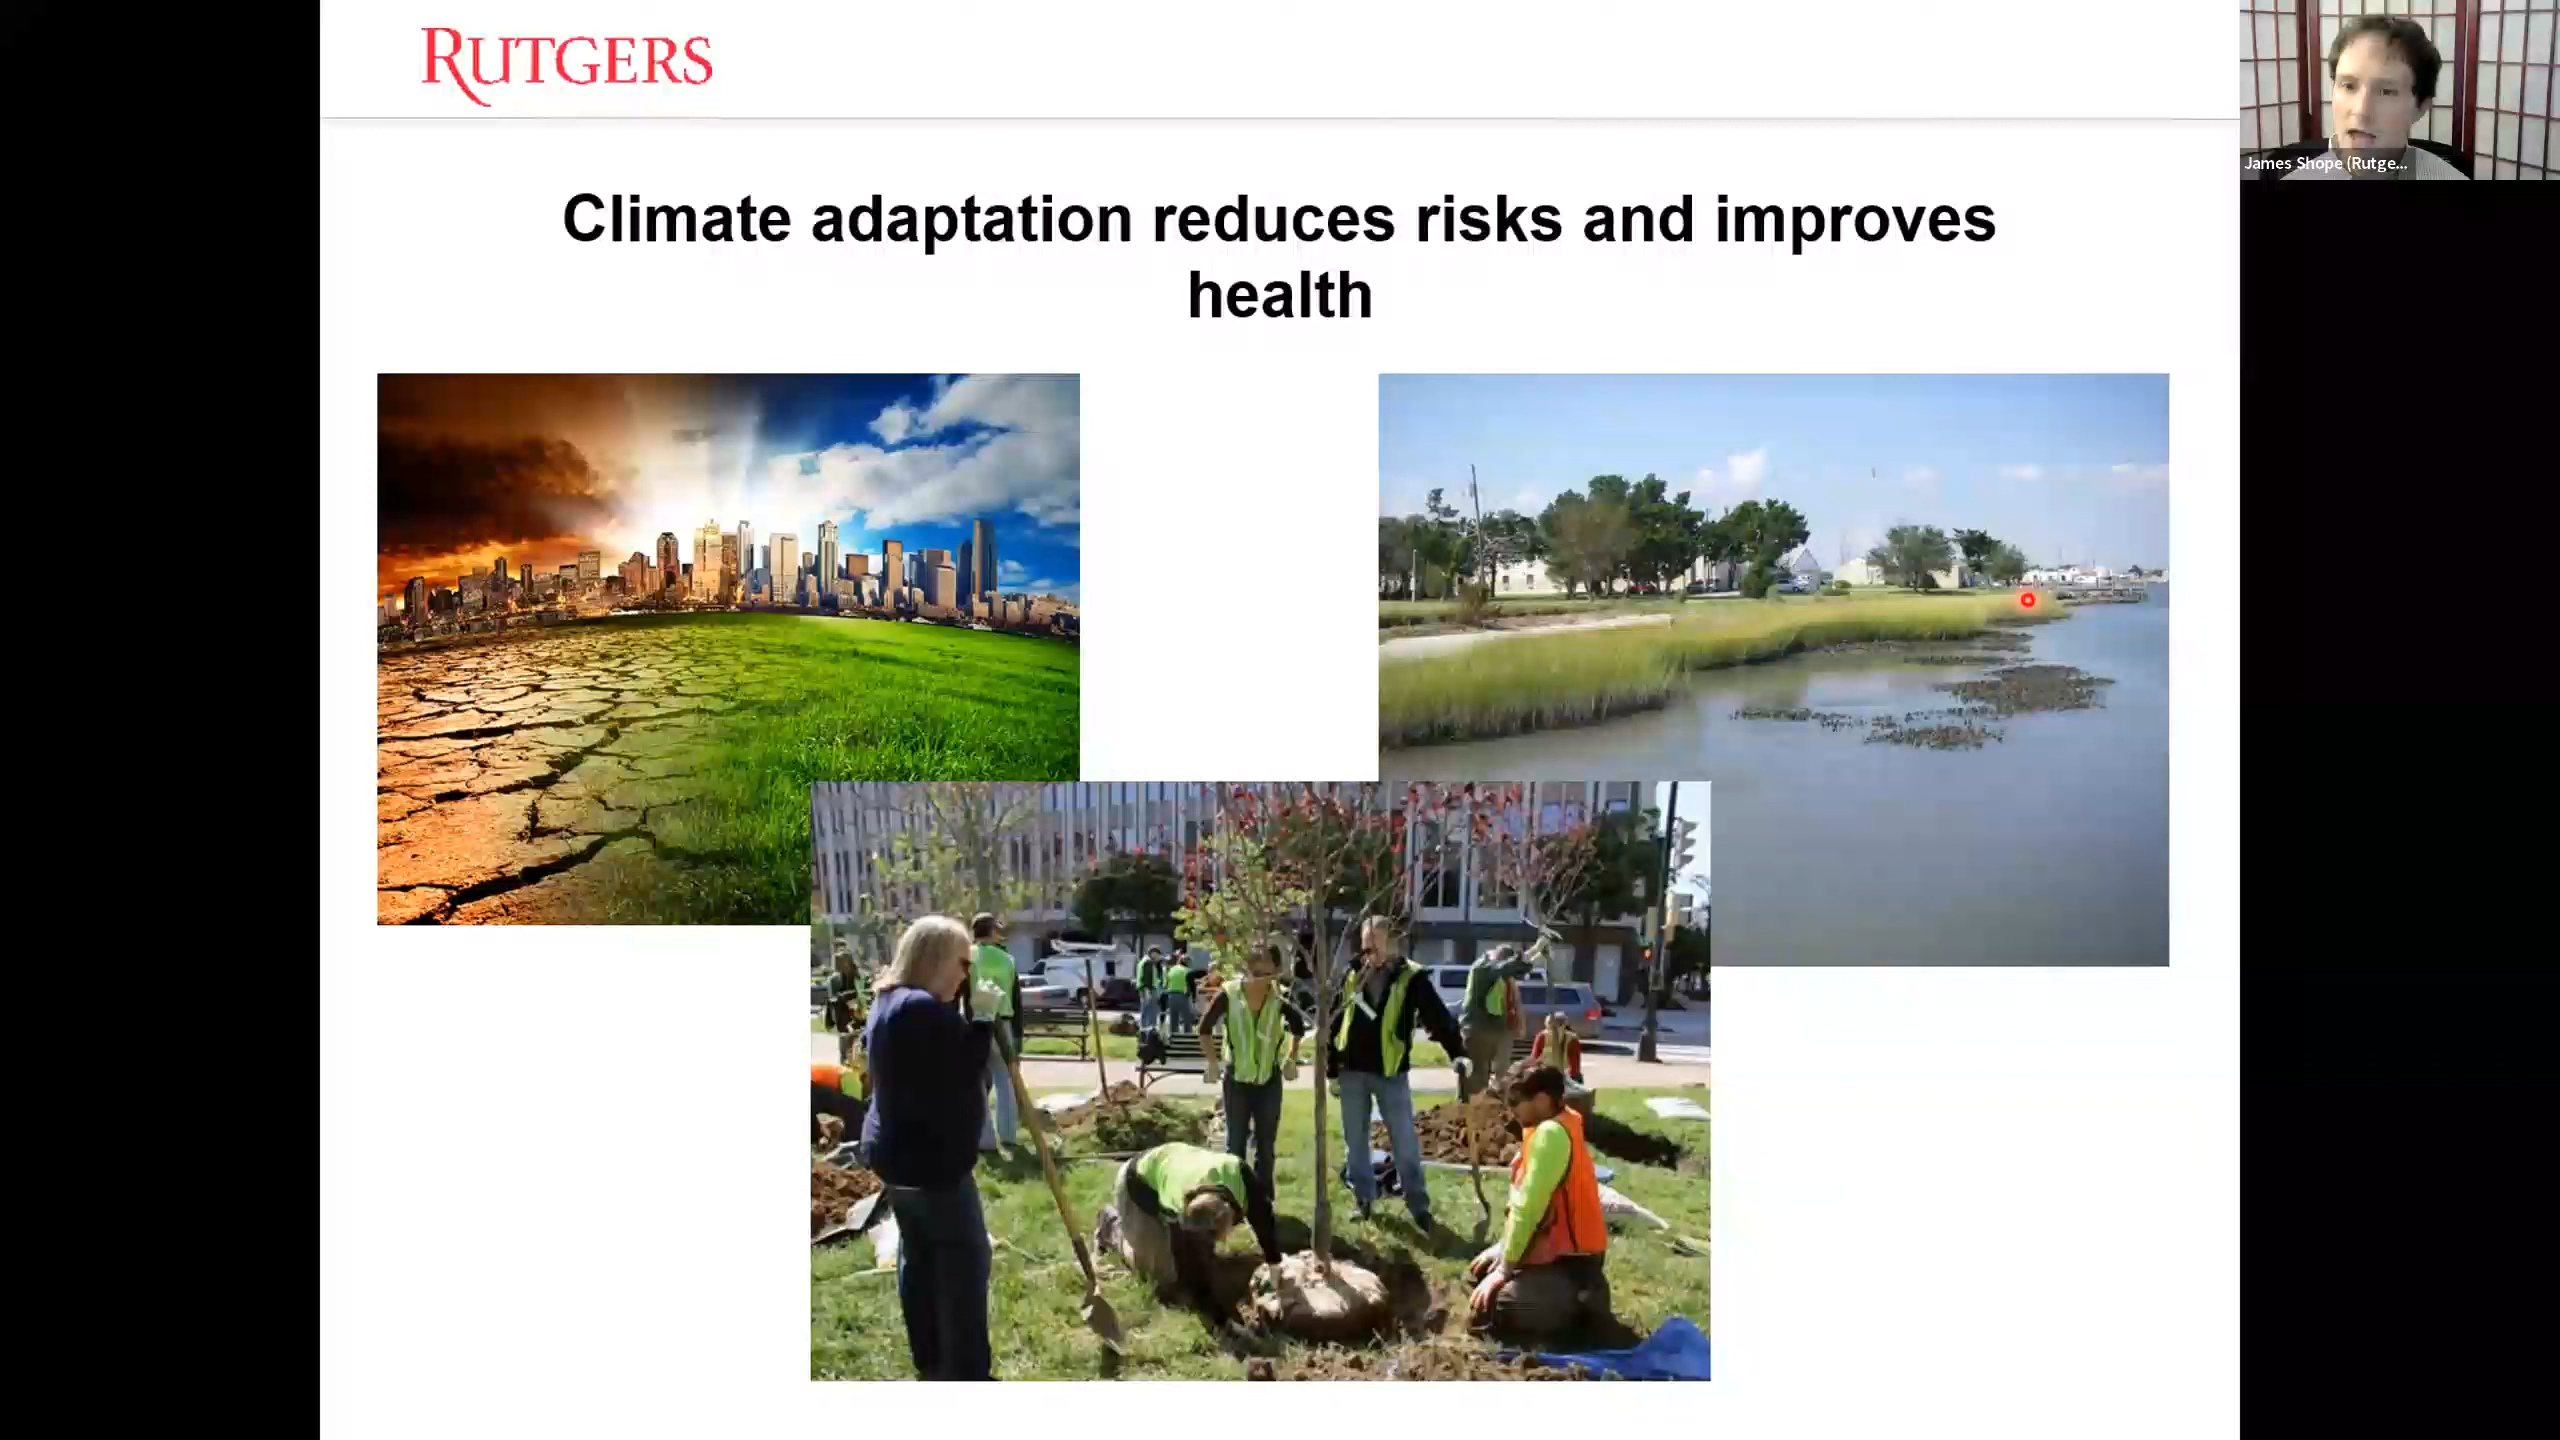 RUTGERS
James Shope (Rutge...
Climate adaptation reduces risks and improves
health